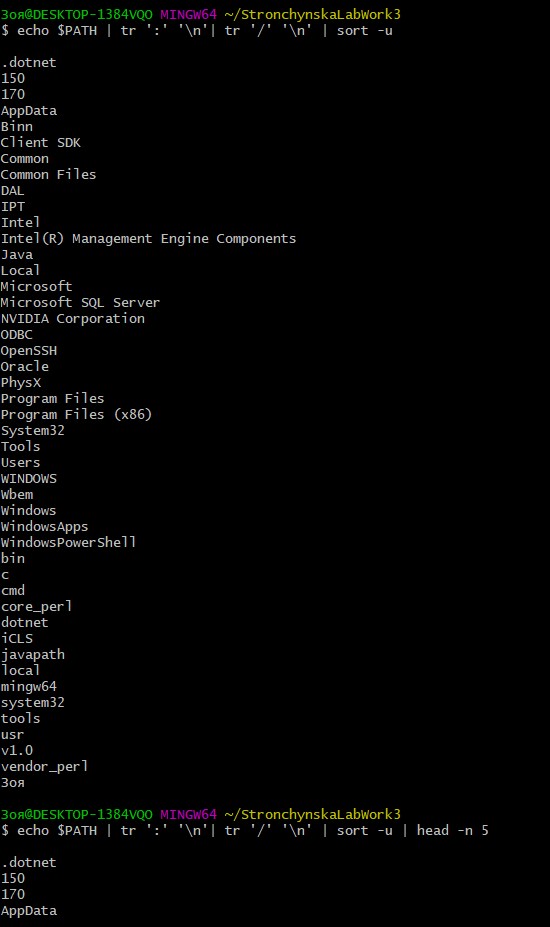 Зоя@DESKTOP-1384VQO MINGW64 ~/StronchynskaLabWork3
$ echo $PATH | tr ':' '\n'| tr '/' '\n' | sort -u

.dotnet
150
170
AppData
Binn
Client SDK
Common
Common Files
DAL
IPT
Intel
Intel(R) Management Engine Components
Java
Local
Microsoft
Microsoft SQL Server
NVIDIA Corporation
ODBC
OpenSSH
Oracle
PhysX
Program Files
Program Files (x86)
System32
Tools
Users
WINDOWS
Wbem
Windows
WindowsApps
WindowsPowerShell
bin
c
cmd
core_perl
dotnet
iCLS
javapath
local
mingw64
system32
tools
usr
v1.0
vendor_perl
Зоя

Зоя@DESKTOP-1384VQO MINGW64 ~/StronchynskaLabWork3
$ echo $PATH | tr ':' '\n'| tr '/' '\n' | sort -u | head -n 5

.dotnet
150
170
AppData